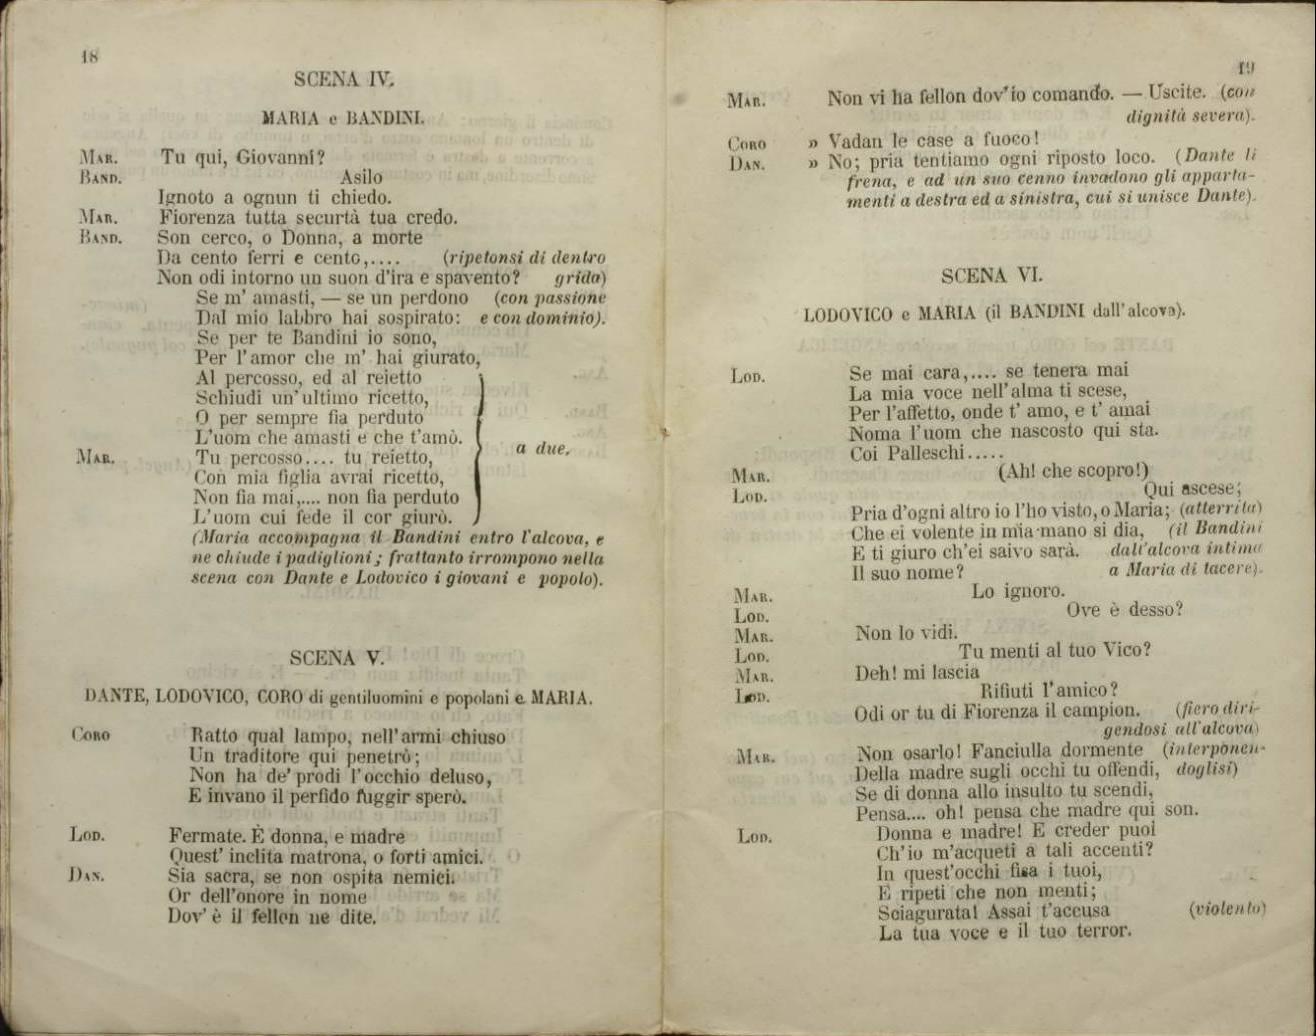 18
SCENA IV.
MARIA e BANDINI.
MAR. Tu qui, Giovanni?
BAND. Asilo
Ignoto a ognun ti chiedo.
MAR. Fiorenza tutta securtà tua credo.
BAND. Son cerco, o Donna, a morte
Da cento ferri e cento,.... (ripetonsi di dentro
Non odi intorno un suon d'ira e spavento? grida)
Se m' amasti, — se un perdono (con passione
Dal mio labbro hai sospirato: e con dominio).
Se per te Bandini io sono,
Per l'amor che m' hai giurato,
Al percosso, ed al reietto
Schiudi un' ultimo ricetto,
O per sempre fia perduto
L'uom che amasti e che t'amò.
a due.
MAR. Tu percosso.... tu reietto,
Con mia figlia avrai ricetto,
Non fia mai,.... non fia perduto
L'uom cui fede il cor giurò.
(Maria accompagna il Bandini entro l'alcova, e
ne chiude i padiglioni; frattanto irrompono nella
scena con Dante e Lodovico i giovani e popolo).
SCENA V.
DANTE, LODOVICO, CORO di gentiluomini e popolani e MARIA.
CORO Ratto qual lampo, nell'armi chiuso
Un traditore qui penetrò;
Non ha de' prodi l'occhio deluso,
E invano il perfido fuggir sperò.
LOD. Fermate. È donna, e madre
Quest' inclita matrona, o forti amici.
DAN. Sia sacra, se non ospita nemici.
Or dell'onore in nome
Dov' è il fellon ne dite.
19
MAR. Non vi ha fellon dov'io comando. — Uscite. (con
dignità severa).
CORO » Vadan le case a fuoco!
DAN. » No; pria tentiamo ogni riposto loco. (Dante li
frena, e ad un suo cenno invadono gli apparta-
menti a destra ed a sinistra, cui si unisce Dante).
SCENA VI.
LODOVICO e MARIA (il BANDINI dall'alcova).
LOD. Se mai cara,.... se tenera mai
La mia voce nell'alma ti scese,
Per l'affetto, onde t' amo, e t' amai
Noma l'uom che nascosto qui sta.
Coi Palleschi.....
MAR. (Ah! che scopro!)
LOD. Qui ascese;
Pria d'ogni altro io l'ho visto, o Maria; (atterrita)
Che ei volente in mia mano si dia, (il Bandini
E ti giuro ch'ei salvo sarà. dall'alcova intima
Il suo nome? a Maria di tacere).
MAR. Lo ignoro.
LOD. Ove è desso?
MAR. Non lo vidi.
LOD. Tu menti al tuo Vico?
MAR. Deh! mi lascia
LOD. Rifiuti l'amico?
Odi or tu di Fiorenza il campion. (fiero diri-
gendosi all'alcova)
MAR. Non osarlo! Fanciulla dormente (interponen-
Della madre sugli occhi tu offendi, doglisi)
Se di donna allo insulto tu scendi,
Pensa.... oh! pensa che madre qui son.
LOD. Donna e madre! E creder puoi
Ch'io m'acqueti a tali accenti?
In quest'occhi fisa i tuoi,
E ripeti che non menti;
Sciagurata! Assai t'accusa (violento)
La tua voce e il tuo terror.